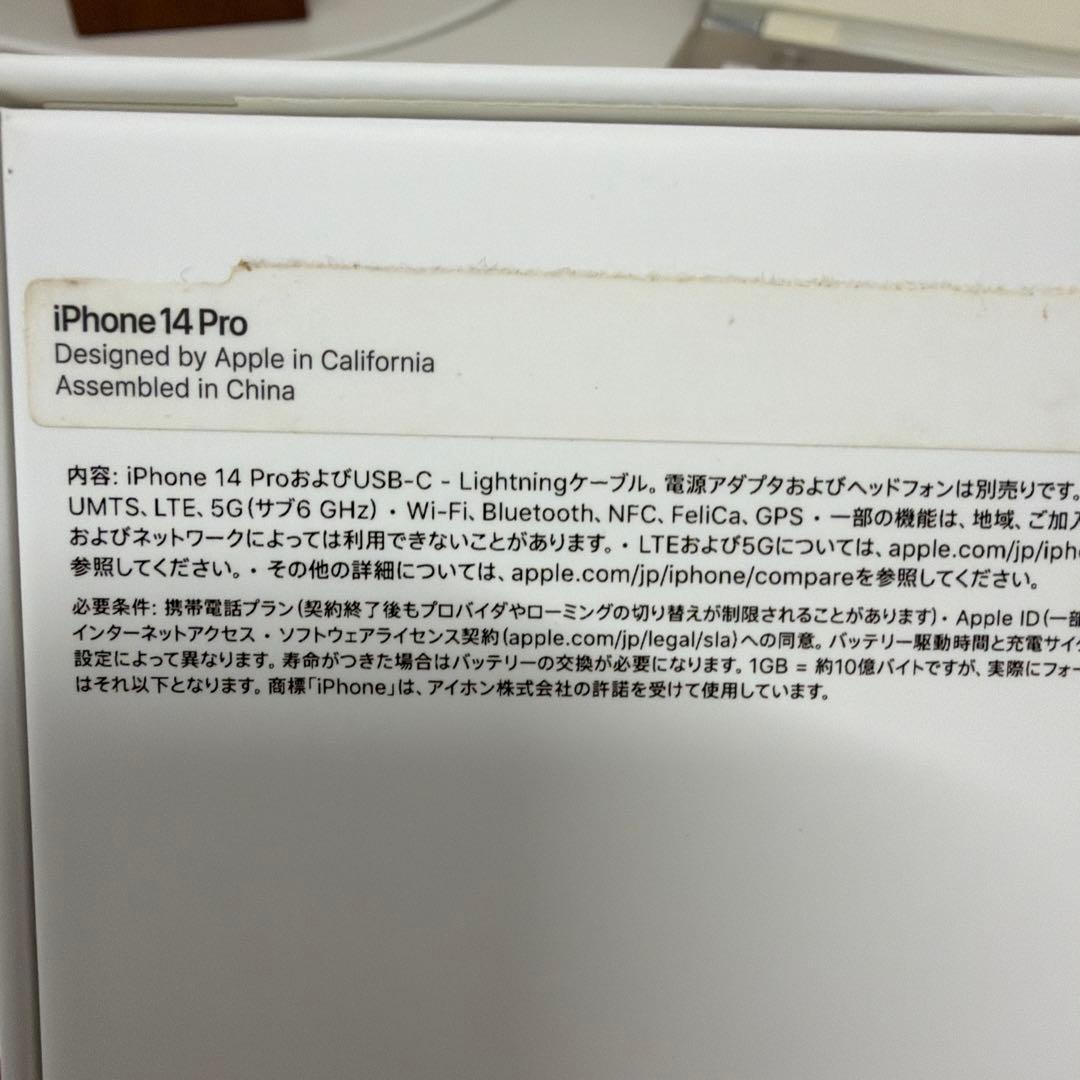 iPhone 14 Pro
Designed by Apple in California
Assembled in China
内容: iPhone 14 ProおよびUSB-C - Lightningケーブル。電源アダプタおよびヘッドフォンは別売りです。
UMTS、LTE、5G(サブ6 GHz)・Wi-Fi、Bluetooth、NFC、FeliCa、GPS・一部の機能は、地域、ご加入
およびネットワークによっては利用できないことがあります。・LTEおよび5Gについては、apple.com/jp/ipho
参照してください。・その他の詳細については、apple.com/jp/iphone/compareを参照してください。
必要条件: 携帯電話プラン(契約終了後もプロバイダやローミングの切り替えが制限されることがあります)・Apple ID(一部
インターネットアクセス・ソフトウェアライセンス契約(apple.com/jp/legal/sla)への同意。バッテリー駆動時間と充電サイク
設定によって異なります。寿命がつきた場合はバッテリーの交換が必要になります。1GB = 約10億バイトですが、実際にフォー
はそれ以下となります。商標「iPhone」は、アイホン株式会社の許諾を受けて使用しています。